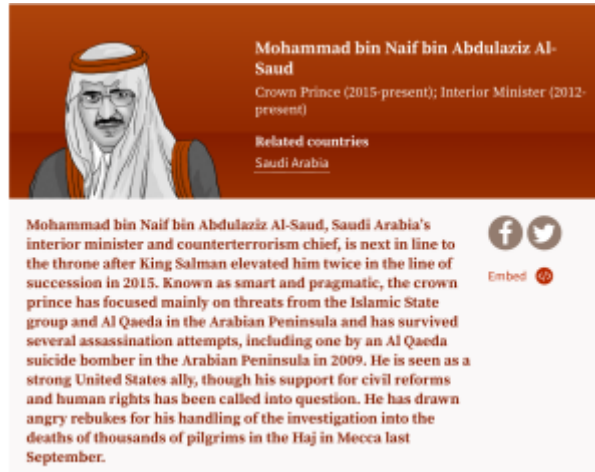 Mohammad bin Naif bin Abdulaziz Al-
Saud
Crown Prince (2015-present); Interior Minister (2012-
present)
Related countries
Saudi Arabia
Mohammad bin Naif bin Abdulaziz Al-Saud, Saudi Arabia's
interior minister and counterterrorism chief, is next in line to
the throne after King Salman elevated him twice in the line of
succession in 2015. Known as smart and pragmatic, the crown
prince has focused mainly on threats from the Islamic State
group and Al Qaeda in the Arabian Peninsula and has survived
several assassination attempts, including one by an Al Qaeda
suicide bomber in the Arabian Peninsula in 2009. He is seen as a
strong United States ally, though his support for civil reforms
and human rights has been called into question. He has drawn
angry rebukes for his handling of the investigation into the
deaths of thousands of pilgrims in the Haj in Mecca last
September.
Embed